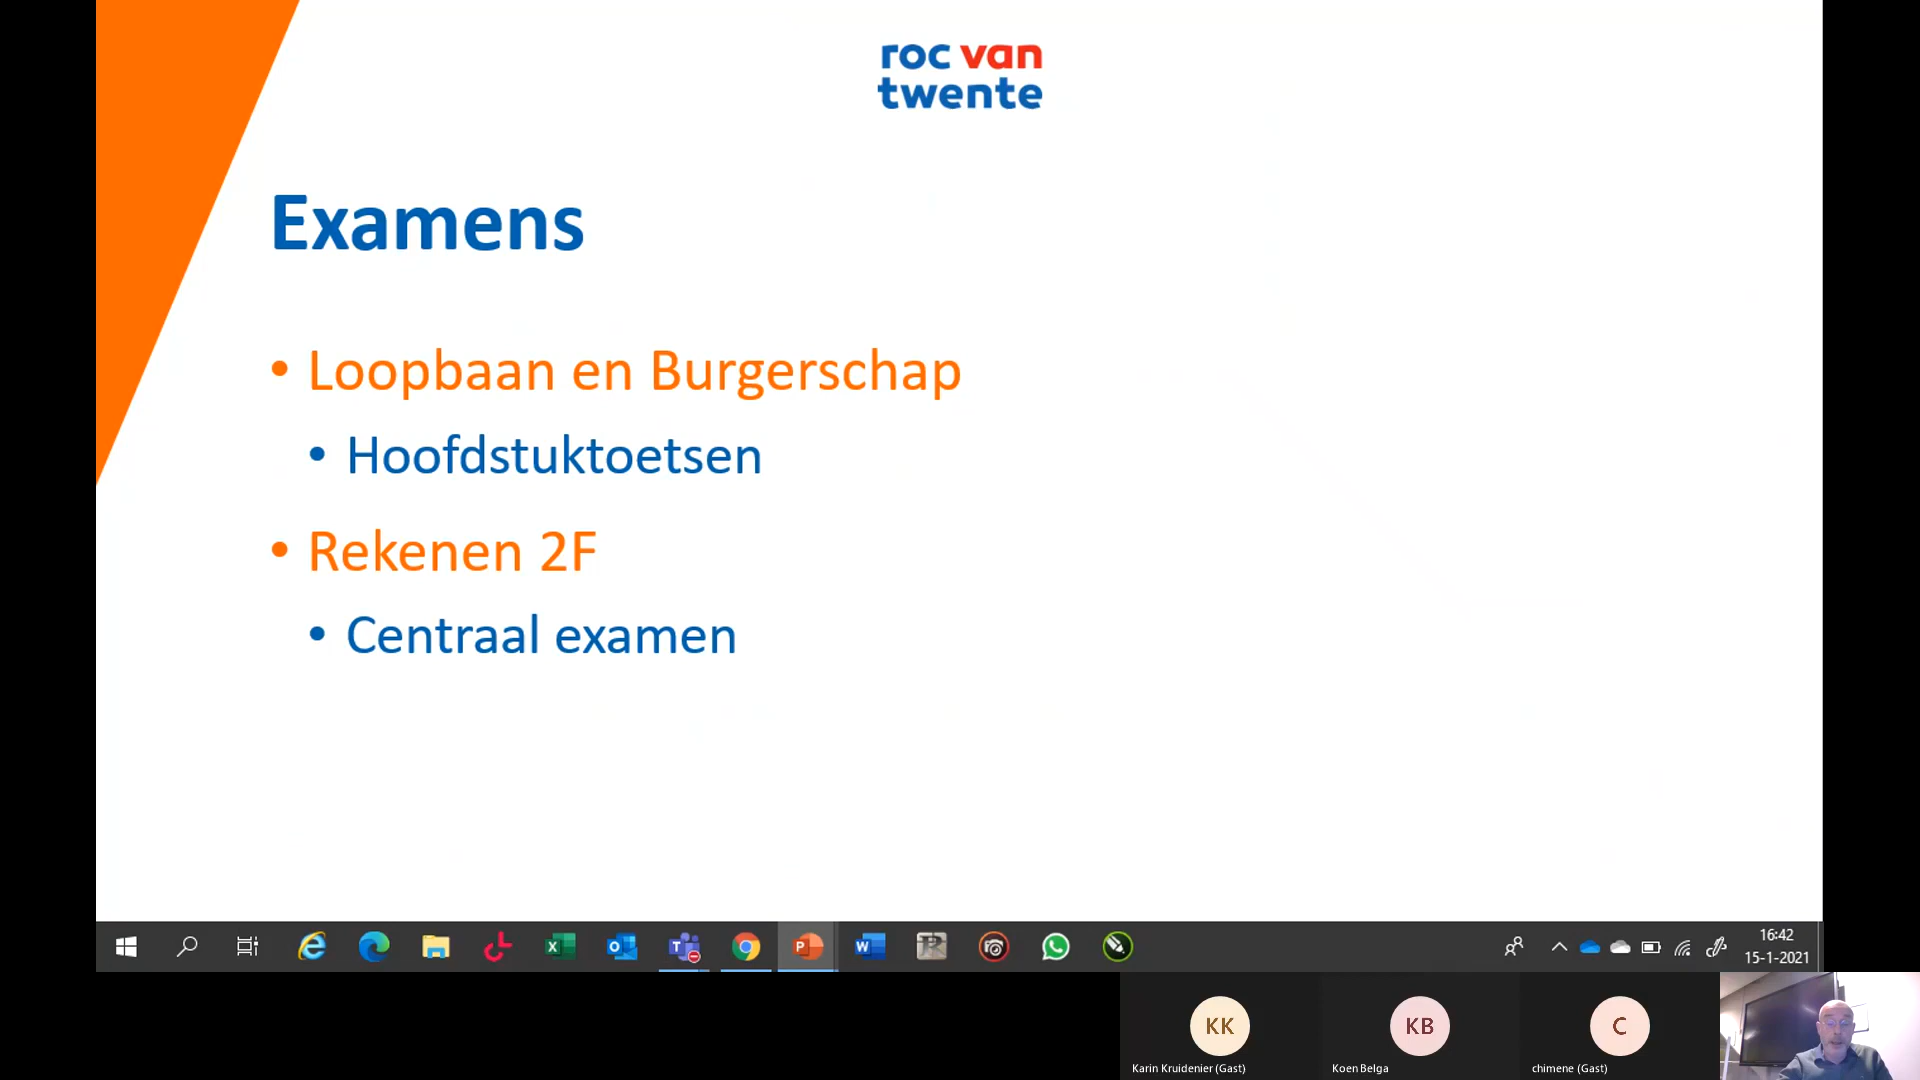 roc van
twente
Examens
• Loopbaan en Burgerschap
• Hoofdstuktoetsen
• Rekenen 2F
• Centraal examen
16:42
15-1-2021
KK
KB
C
Karin Kruidenier (Gast)
Koen Belga
chimene (Gast)